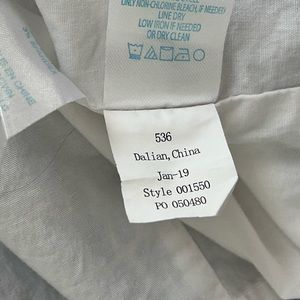 ONLY NON-CHLORINE BLEACH, IF NEEDED
LINE DRY
LOW IRON IF NEEDED
OR DRY CLEAN
536
Dalian, China
Jan-19
Style 001550
PO 050480